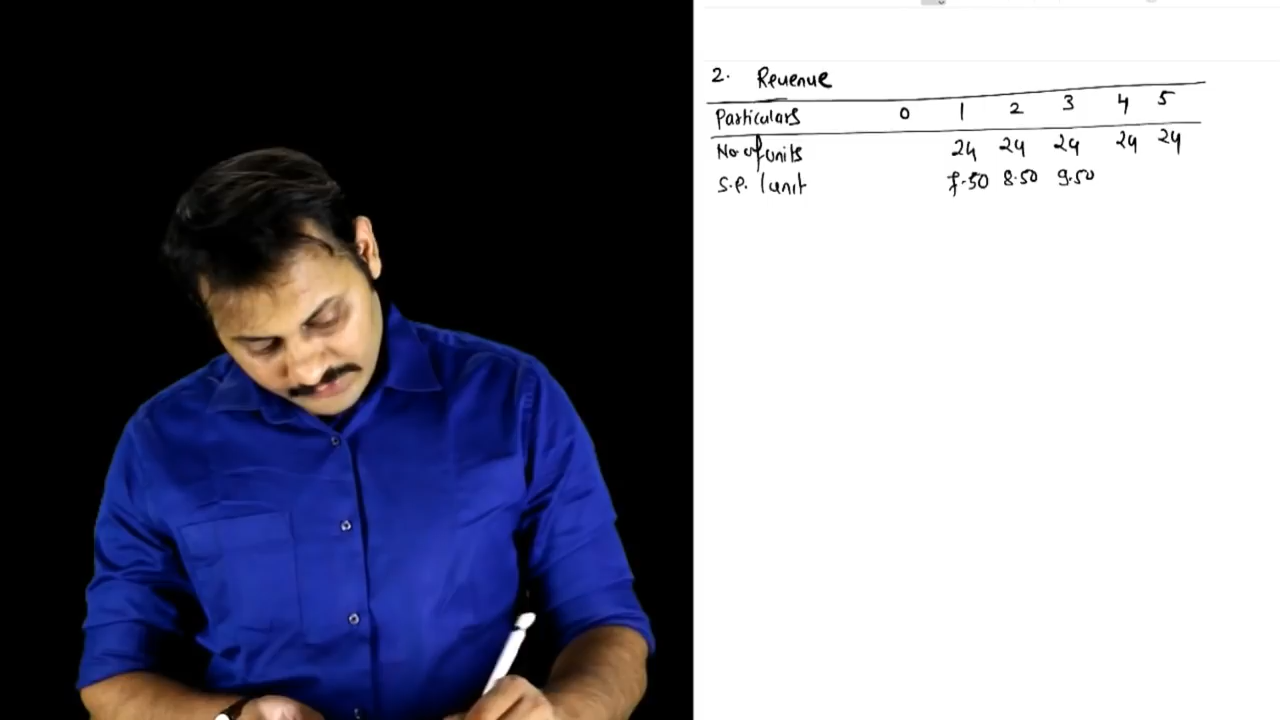 2. Revenue
Particulars 0 1 2 3 4 5
No of units 24 24 24 24 24
S.P. / unit 7.50 8.50 9.50